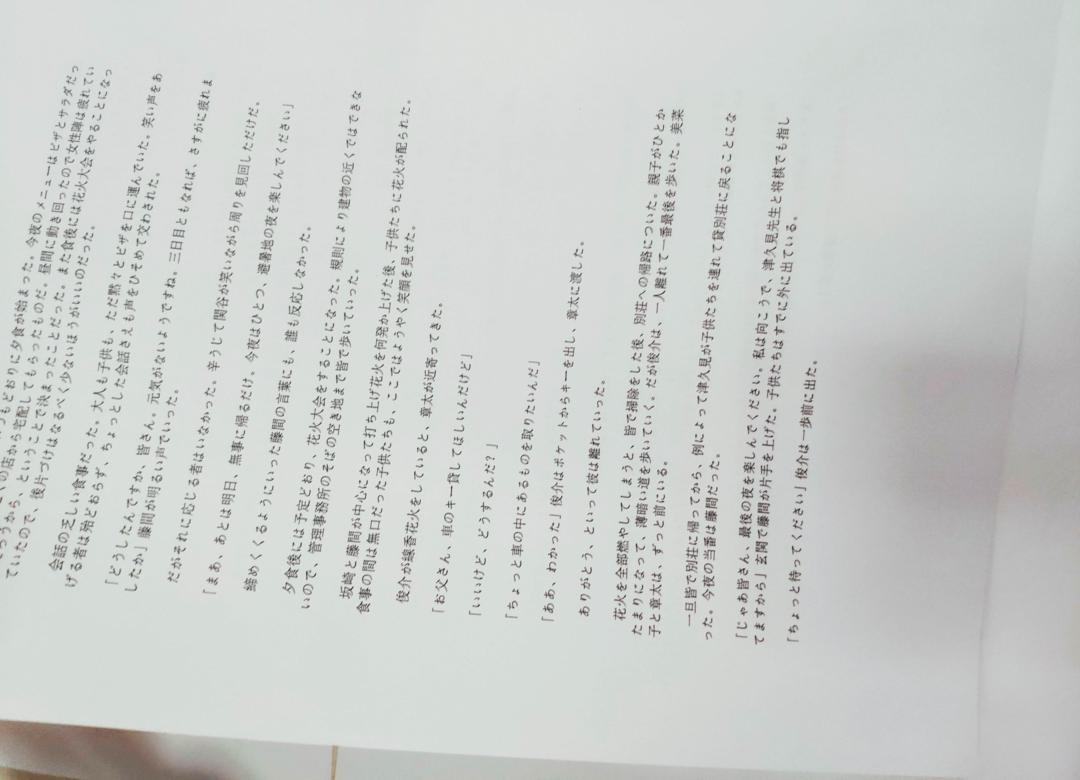 つもどおりに夕食が始まった。今夜のメニューはピザとサラダだっ
の店から宅配してもらったものだ。昼間に動き回ったので女性陣は疲れてい
うから、ということで決まったことだった。また食後には花火大会をやることになっ
ていたので、後片づけはなるべく少ないほうがいいのだった。
会話の乏しい食事だった。大人も子供も、ただ黙々とピザを口に運んでいた。笑い声をあ
げる者は殆どおらず、ちょっとした会話さえも声をひそめて交わされた。
「どうしたんですか、皆さん。元気がないようですね。三日目ともなれば、さすがに疲れま
したか」藤間が明るい声でいった。
だがそれに応じる者はいなかった。辛うじて関谷が笑いながら周りを見回しただけだ。
「まあ、あとは明日、無事に帰るだけ。今夜はひとつ、避暑地の夜を楽しんでください」
締めくくるようにいった藤間の言葉にも、誰も反応しなかった。
夕食後には予定どおり、花火大会をすることになった。規則により建物の近くではできな
いので、管理事務所のそばの空き地まで皆で歩いていった。
坂崎と藤間が中心になって打ち上げ花火を何発か上げた後、子供たちに花火が配られた。
食事の間は無口だった子供たちも、ここではようやく笑顔を見せた。
俊介が線香花火をしていると、章太が近寄ってきた。
「お父さん、車のキー貸してほしいんだけど」
「いいけど、どうするんだ？」
「ちょっと車の中にあるものを取りたいんだ」
「ああ、わかった」俊介はポケットからキーを出し、章太に渡した。
ありがとう、といって彼は離れていった。
花火を全部燃やしてしまうと、皆で掃除をした後、別荘への帰路についた。親子がひとか
たまりになって、薄暗い道を歩いていく。だが俊介は、一人離れて一番最後を歩いた。美菜
子と章太は、ずっと前にいる。
一旦皆で別荘に帰ってから、例によって津久見が子供たちを連れて貸別荘に戻ることにな
った。今夜の当番は藤間だった。
「じゃあ皆さん、最後の夜を楽しんでください。私は向こうで、津久見先生と将棋でも指し
てますから」玄関で藤間が片手を上げた。子供たちはすでに外に出ている。
「ちょっと待ってください」俊介は一歩前に出た。